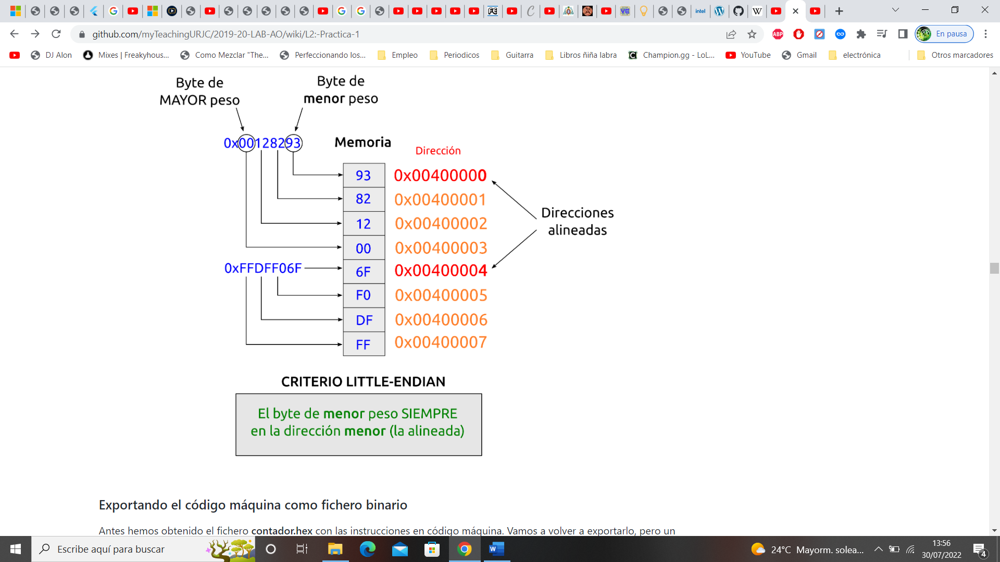 github.com/myTeachingURJC/2019-20-LAB-AO/wiki/L2:-Practica-1
En pausa
DJ Alon
Mixes | Freakyhous...
Como Mezclar "The...
Perfeccionando los...
Empleo
Periodicos
Guitarra
Libros ñiña labra
Champion.gg - LoL...
YouTube
Gmail
electrónica
Otros marcadores
Byte de
MAYOR peso
Byte de
menor peso
0x00128293
Memoria
Dirección
93 0x00400000
82 0x00400001
12 0x00400002
00 0x00400003
0xFFDFF06F
6F 0x00400004
F0 0x00400005
DF 0x00400006
FF 0x00400007
Direcciones
alineadas
CRITERIO LITTLE-ENDIAN
El byte de menor peso SIEMPRE
en la dirección menor (la alineada)
Exportando el código máquina como fichero binario
Antes hemos obtenido el fichero contador.hex con las instrucciones en código máquina. Vamos a volver a exportarlo, pero un
Escribe aquí para buscar
24°C Mayorm. solea...
13:56
30/07/2022
4